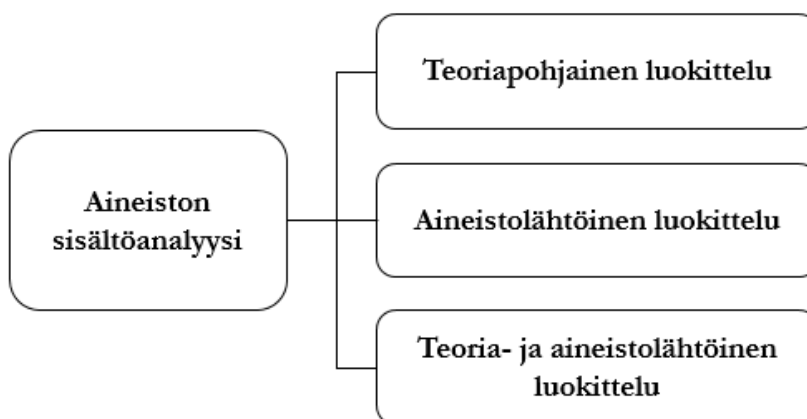 Teoriapohjainen luokittelu
Aineiston
sisältöanalyysi
Aineistolähtöinen luokittelu
Teoria- ja aineistolähtöinen
luokittelu